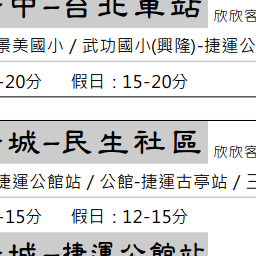 中–台北車站 欣欣客
景美國小 / 武功國小(興隆)-捷運公
-20分 假日：15-20分
城–民生社區 欣欣客
捷運公館站 / 公館-捷運古亭站 / 三
-15分 假日：12-15分
城–捷運公館站